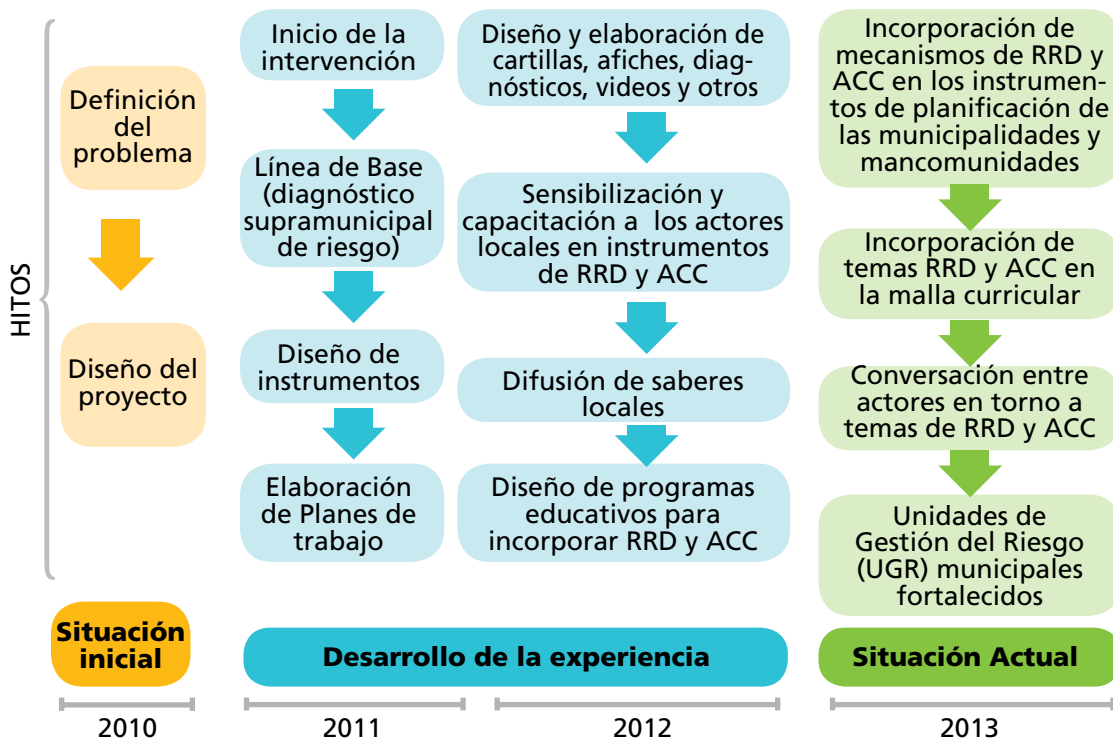 HITOS
Definición
del
problema
Diseño del
proyecto
Situación
inicial
2010
Inicio de la
intervención
Línea de Base
(diagnóstico
supramunicipal
de riesgo)
Diseño de
instrumentos
Elaboración
de Planes de
trabajo
Diseño y elaboración de
cartillas, afiches, diag-
nósticos, videos y otros
Sensibilización y
capacitación a los actores
locales en instrumentos
de RRD y ACC
Difusión de saberes
locales
Diseño de programas
educativos para
incorporar RRD y ACC
Desarrollo de la experiencia
2011
2012
Incorporación de
mecanismos de RRD y
ACC en los instrumen-
tos de planificación de
las municipalidades y
mancomunidades
Incorporación de
temas RRD y ACC en
la malla curricular
Conversación entre
actores en torno a
temas de RRD y ACC
Unidades de
Gestión del Riesgo
(UGR) municipales
fortalecidos
Situación Actual
2013